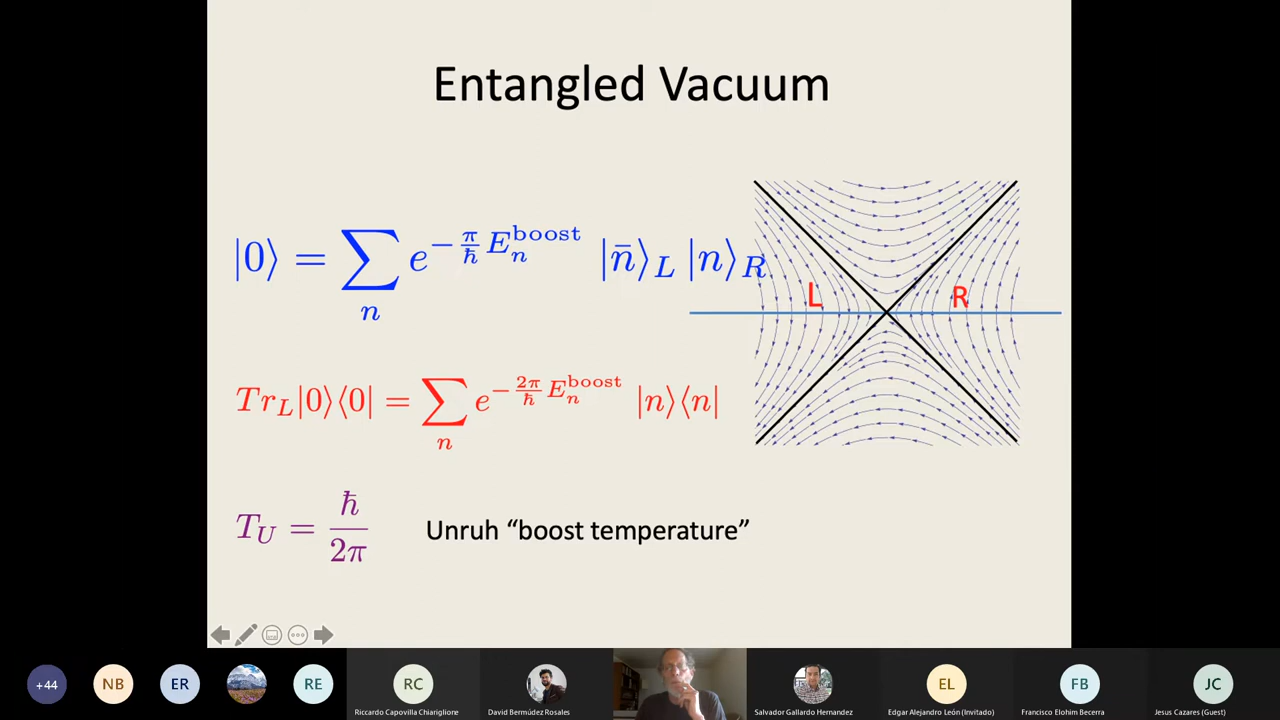 Entangled Vacuum
|0⟩ = ∑ₙ e^{−(π/ħ) Eₙ^{boost}} |n̄⟩_L |n⟩_R
L
R
Tr_L|0⟩⟨0| = ∑ₙ e^{−(2π/ħ) Eₙ^{boost}} |n⟩⟨n|
T_U = ħ/2π
Unruh “boost temperature”
+44
NB
ER
RE
RC
EL
FB
JC
Riccardo Capovilla Chiariglione
David Bermúdez Rosales
Salvador Gallardo Hernandez
Edgar Alejandro León (Invitado)
Francisco Elohim Becerra
Jesus Cazares (Guest)